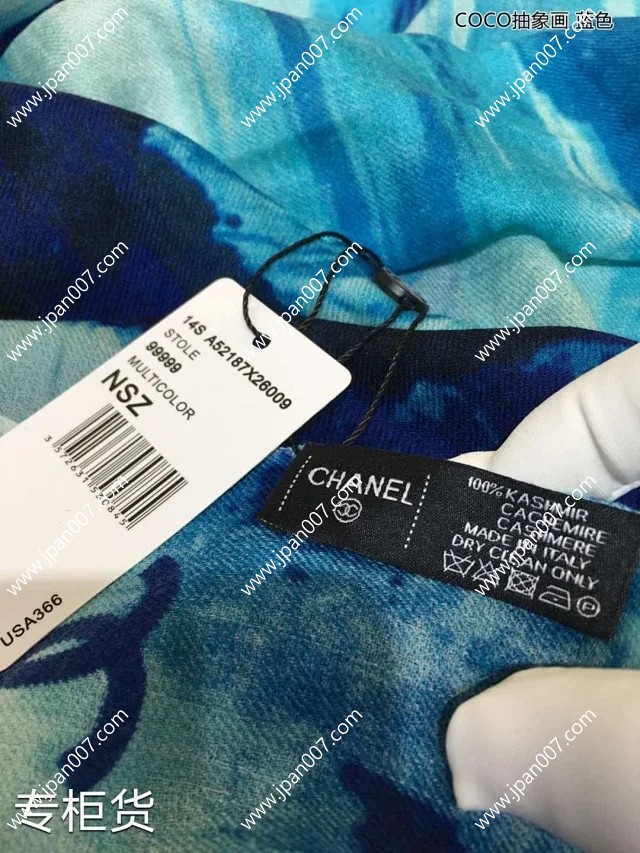 COCO抽象画 蓝色
www.jpan007.com
14S A52187X26009
STOLE
99999
MULTICOLOR
NSZ
USA366
CHANEL
100% KASHMIR
CACHEMIRE
CASHMERE
MADE IN ITALY
DRY CLEAN ONLY
P
专柜货